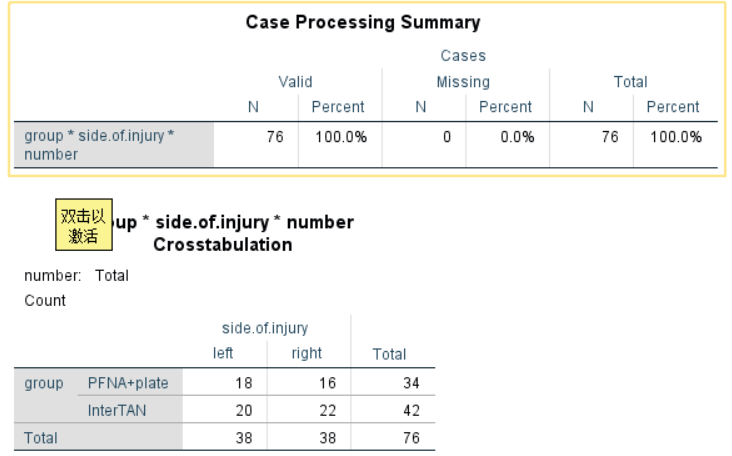 Case Processing Summary
Cases
Valid Missing Total
N Percent N Percent N Percent
group * side.of.injury * number 76 100.0% 0 0.0% 76 100.0%
双击以
激活
up * side.of.injury * number
Crosstabulation
number: Total
Count
side.of.injury
left right Total
group PFNA+plate 18 16 34
InterTAN 20 22 42
Total 38 38 76